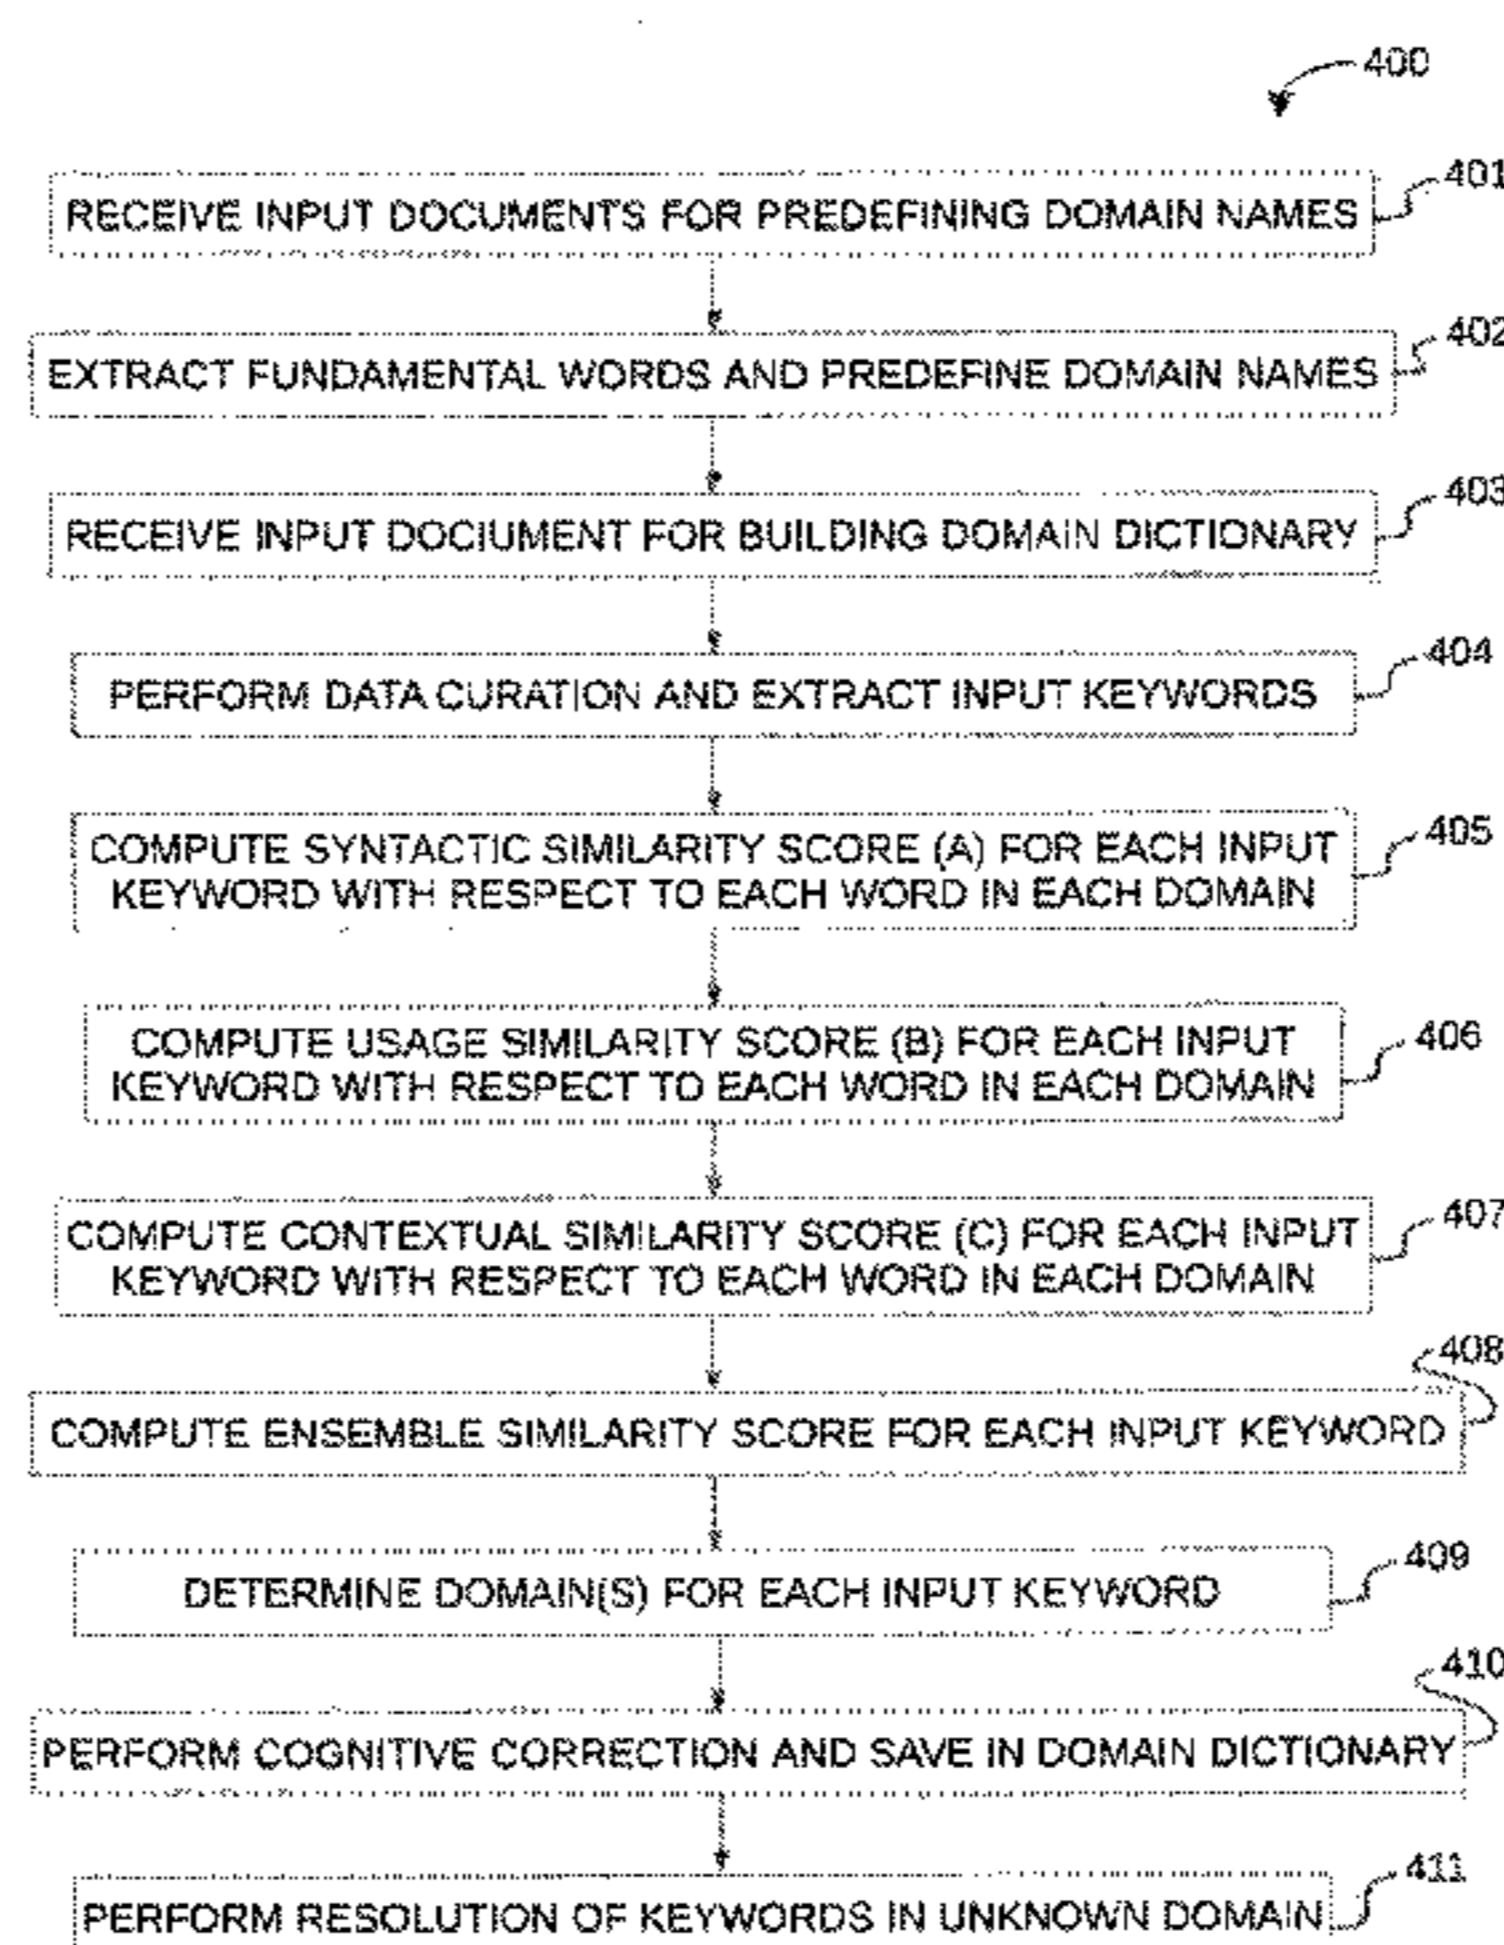 400
RECEIVE INPUT DOCUMENTS FOR PREDEFINING DOMAIN NAMES
401
EXTRACT FUNDAMENTAL WORDS AND PREDEFINE DOMAIN NAMES
402
RECEIVE INPUT DOCIUMENT FOR BUILDING DOMAIN DICTIONARY
403
PERFORM DATA CURATION AND EXTRACT INPUT KEYWORDS
404
COMPUTE SYNTACTIC SIMILARITY SCORE (A) FOR EACH INPUT
KEYWORD WITH RESPECT TO EACH WORD IN EACH DOMAIN
405
COMPUTE USAGE SIMILARITY SCORE (B) FOR EACH INPUT
KEYWORD WITH RESPECT TO EACH WORD IN EACH DOMAIN
406
COMPUTE CONTEXTUAL SIMILARITY SCORE (C) FOR EACH INPUT
KEYWORD WITH RESPECT TO EACH WORD IN EACH DOMAIN
407
COMPUTE ENSEMBLE SIMILARITY SCORE FOR EACH INPUT KEYWORD
408
DETERMINE DOMAIN(S) FOR EACH INPUT KEYWORD
409
PERFORM COGNITIVE CORRECTION AND SAVE IN DOMAIN DICTIONARY
410
PERFORM RESOLUTION OF KEYWORDS IN UNKNOWN DOMAIN
411